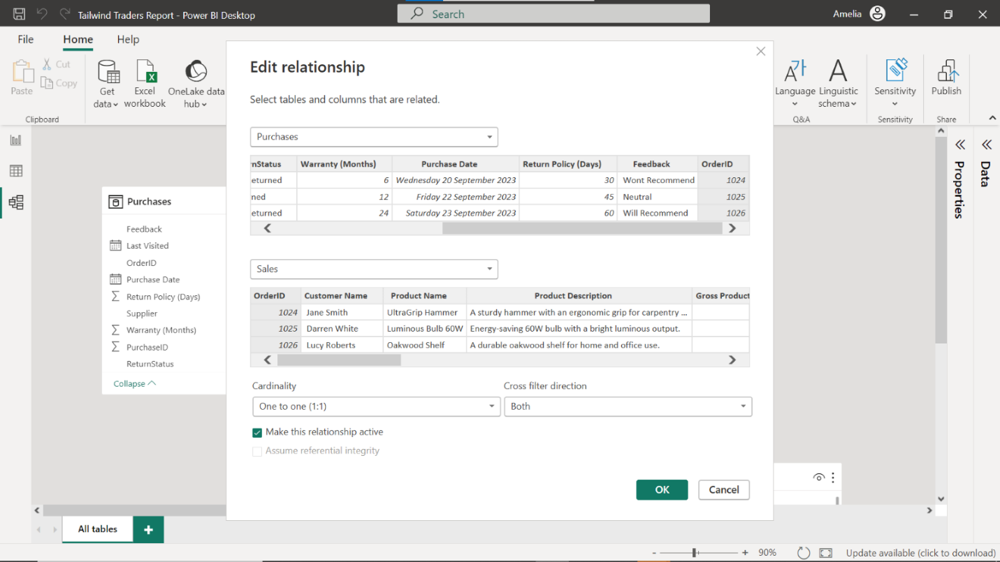 Tailwind Traders Report - Power BI Desktop
Search
Amelia
File Home Help
Paste
Cut
Copy
Clipboard
Get data
Excel workbook
OneLake data hub
Language
Linguistic schema
Q&A
Sensitivity
Sensitivity
Publish
Share
Edit relationship
Select tables and columns that are related.
Purchases
nStatus Warranty (Months) Purchase Date Return Policy (Days) Feedback OrderID
eturned 6 Wednesday 20 September 2023 30 Wont Recommend 1024
ned 12 Friday 22 September 2023 45 Neutral 1025
eturned 24 Saturday 23 September 2023 60 Will Recommend 1026
Sales
OrderID Customer Name Product Name Product Description Gross Product
1024 Jane Smith UltraGrip Hammer A sturdy hammer with an ergonomic grip for carpentry ...
1025 Darren White Luminous Bulb 60W Energy-saving 60W bulb with a bright luminous output.
1026 Lucy Roberts Oakwood Shelf A durable oakwood shelf for home and office use.
Cardinality
Cross filter direction
One to one (1:1)
Both
Make this relationship active
Assume referential integrity
OK
Cancel
Purchases
Feedback
Last Visited
OrderID
Purchase Date
Return Policy (Days)
Supplier
Warranty (Months)
PurchaseID
ReturnStatus
Collapse
Properties
Data
All tables
+
- + 90%
Update available (click to download)